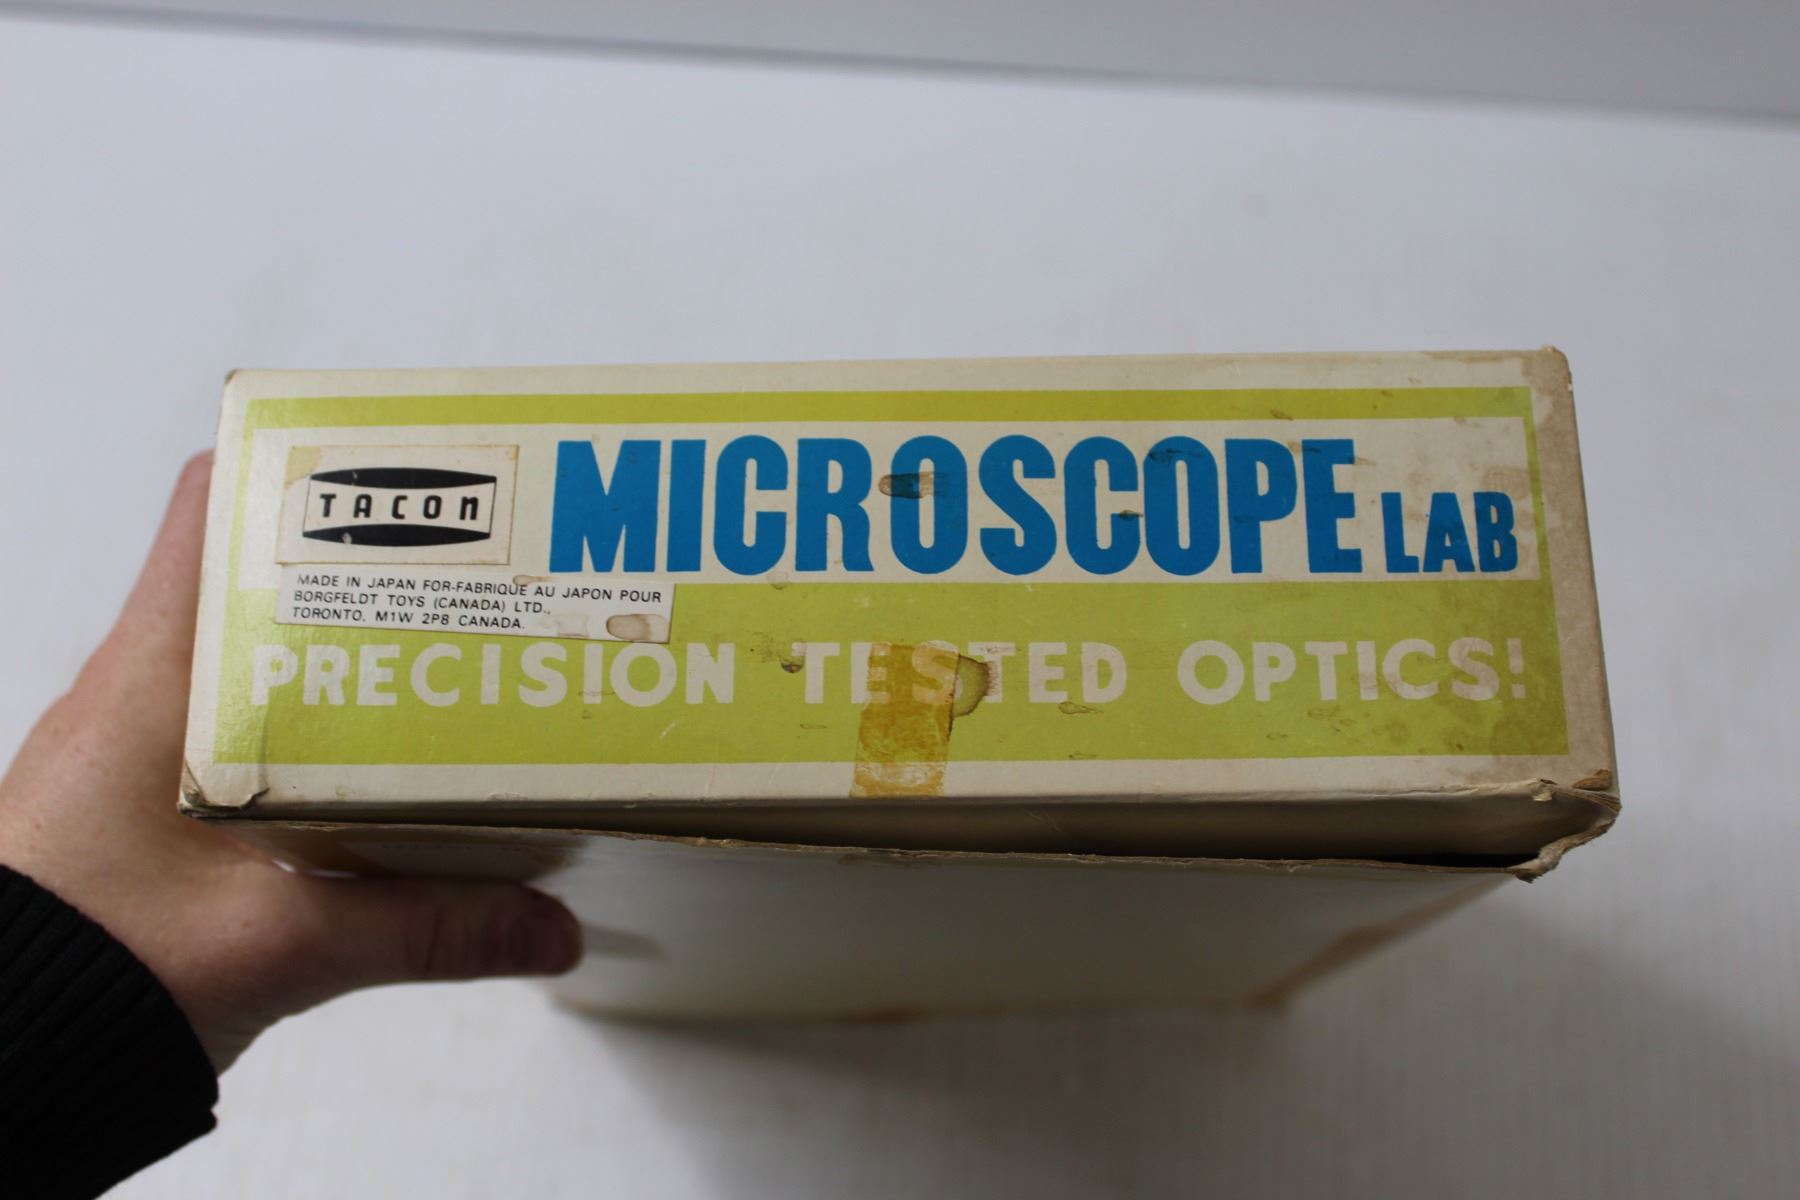 TACON
MICROSCOPE LAB
MADE IN JAPAN FOR-FABRIQUE AU JAPON POUR
BORGFELDT TOYS (CANADA) LTD.,
TORONTO, M1W 2P8 CANADA.
PRECISION TESTED OPTICS!